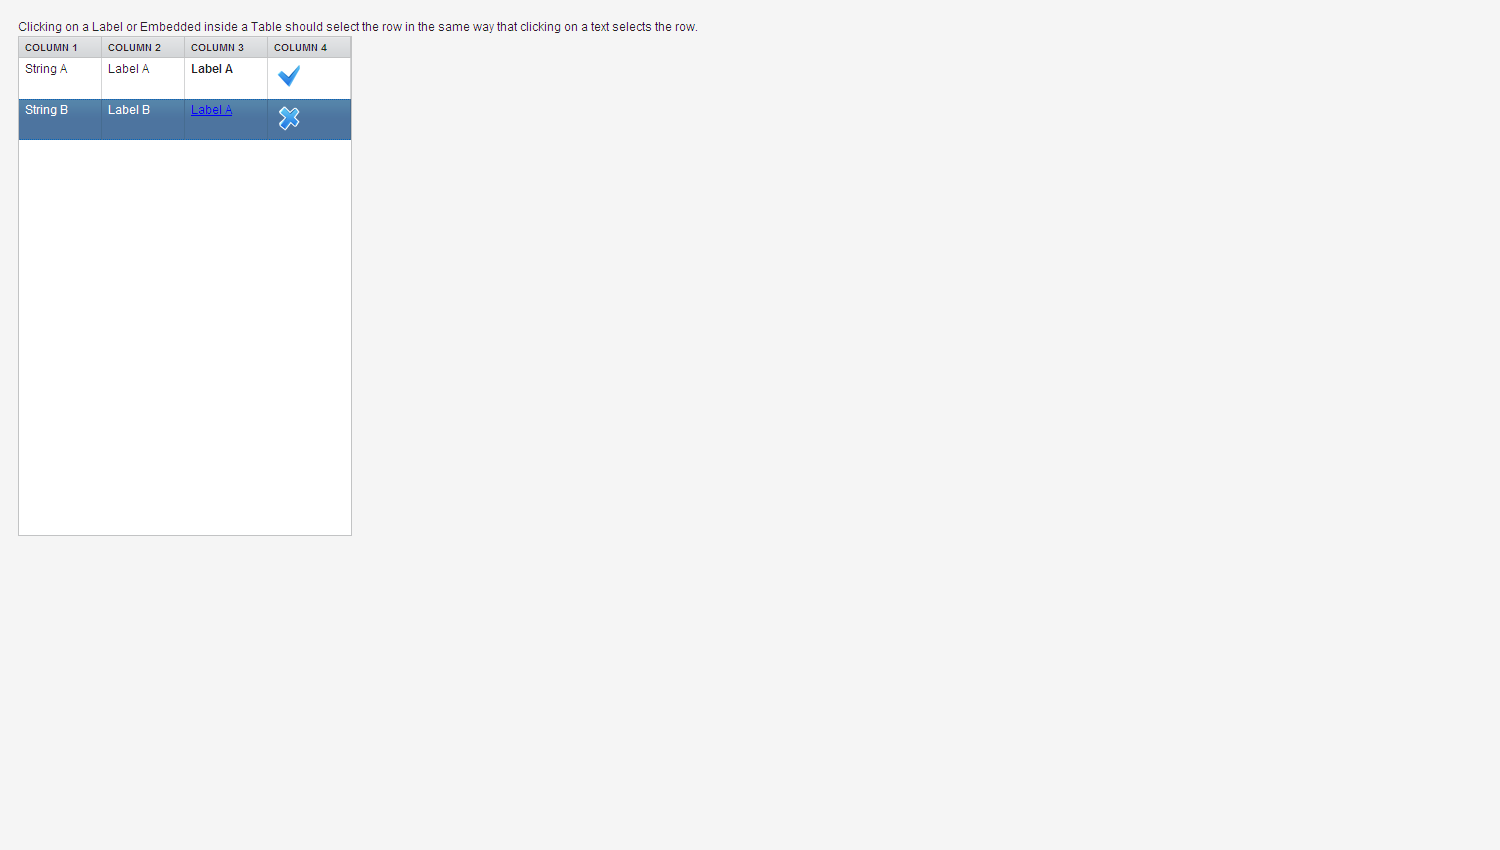 Clicking on a Label or Embedded inside a Table should select the row in the same way that clicking on a text selects the row.
COLUMN 1 COLUMN 2 COLUMN 3 COLUMN 4
String A Label A Label A
String B Label B Label A